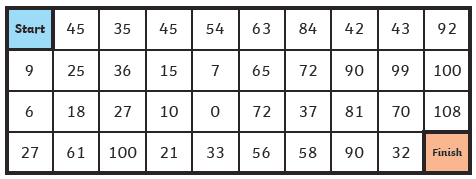 Start 45 35 45 54 63 84 42 43 92
9 25 36 15 7 65 72 90 99 100
6 18 27 10 0 72 37 81 70 108
27 61 100 21 33 56 58 90 32 Finish